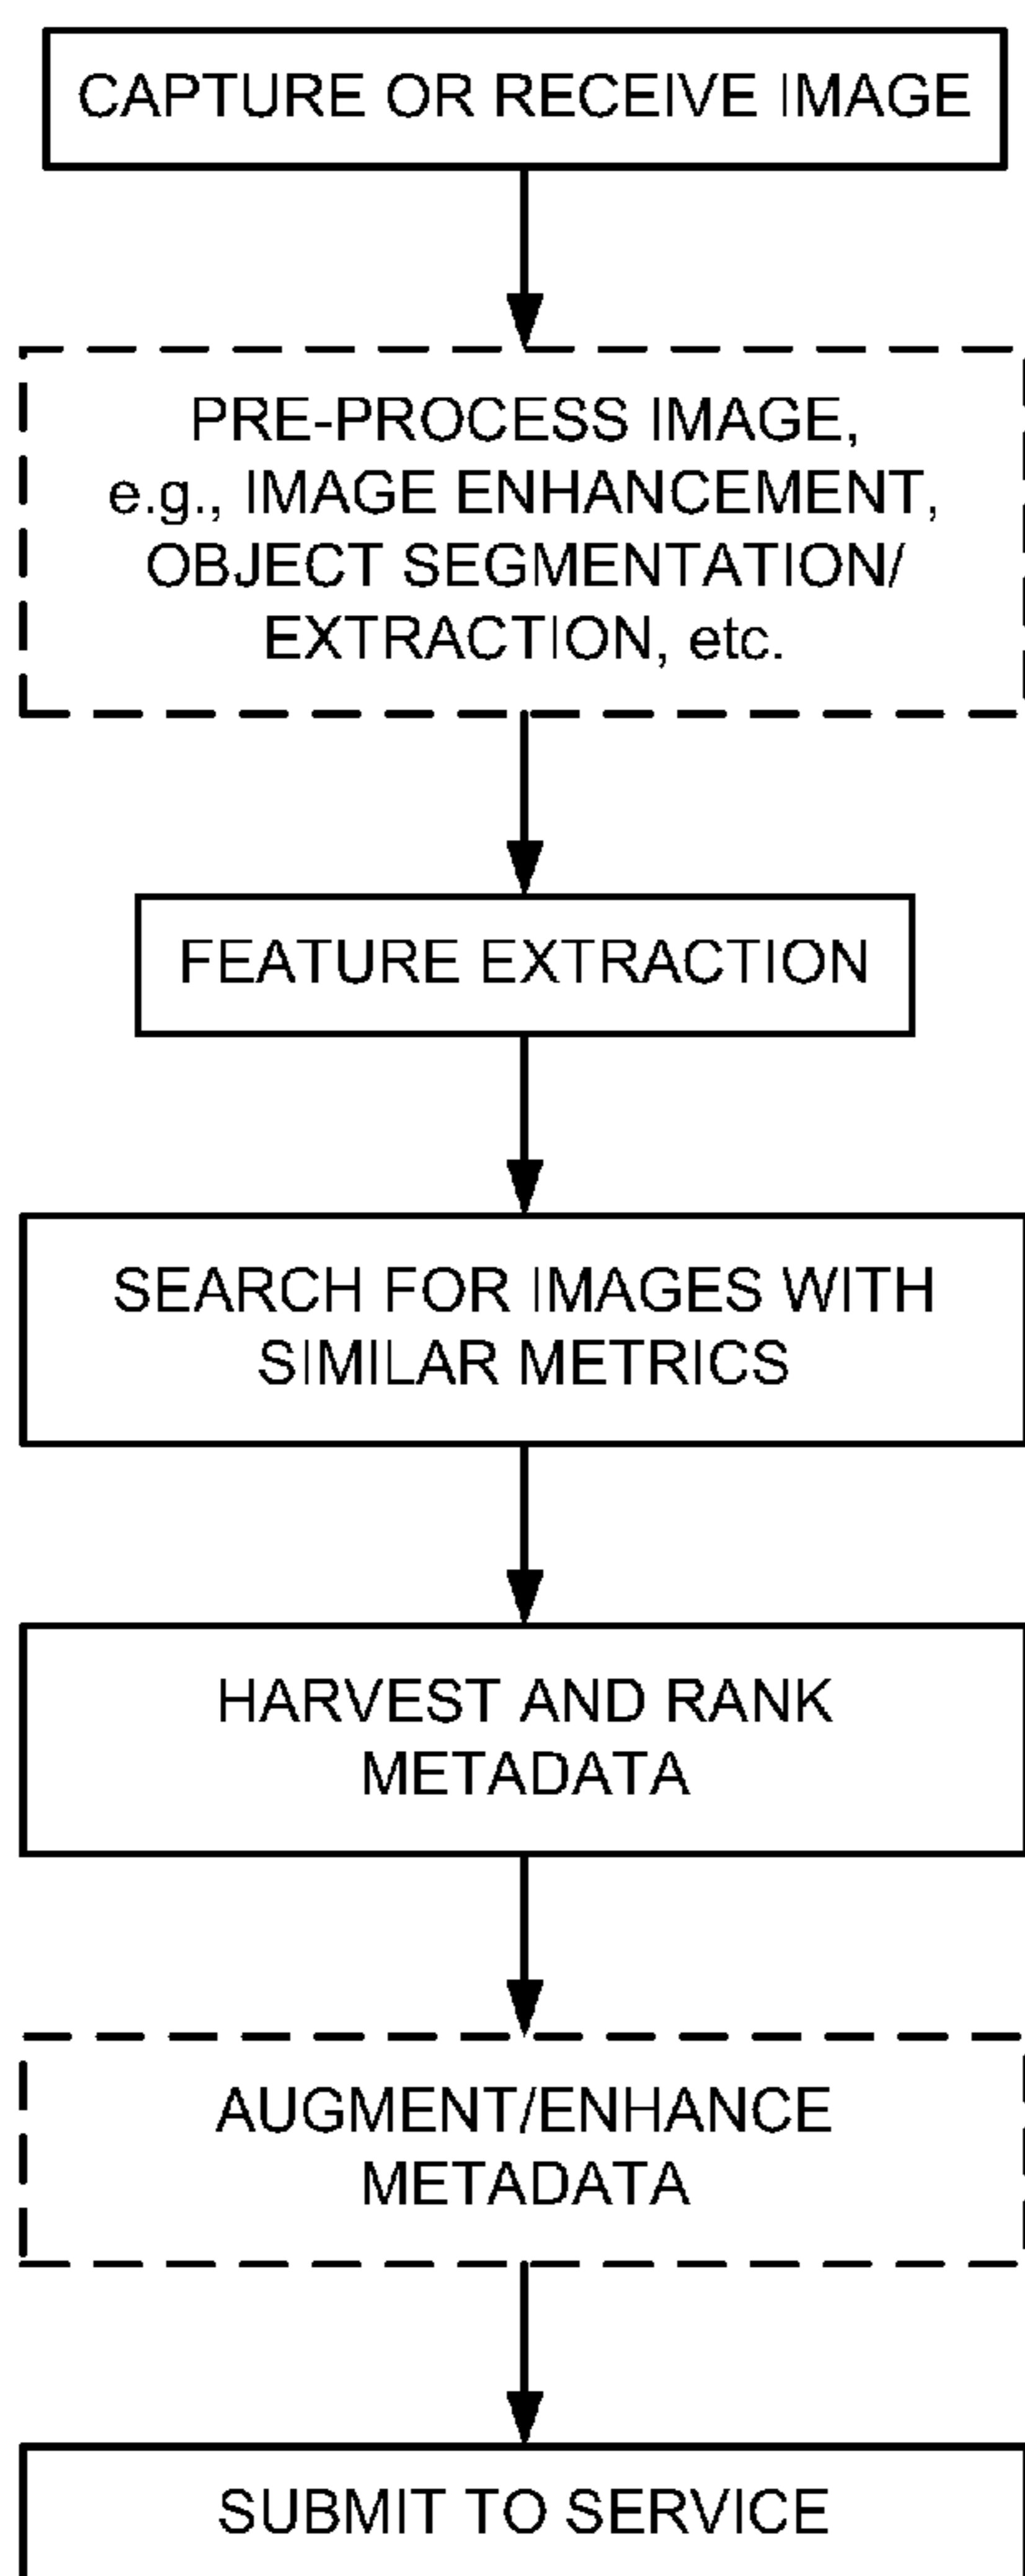 CAPTURE OR RECEIVE IMAGE
PRE-PROCESS IMAGE,
e.g., IMAGE ENHANCEMENT,
OBJECT SEGMENTATION/
EXTRACTION, etc.
FEATURE EXTRACTION
SEARCH FOR IMAGES WITH
SIMILAR METRICS
HARVEST AND RANK
METADATA
AUGMENT/ENHANCE
METADATA
SUBMIT TO SERVICE